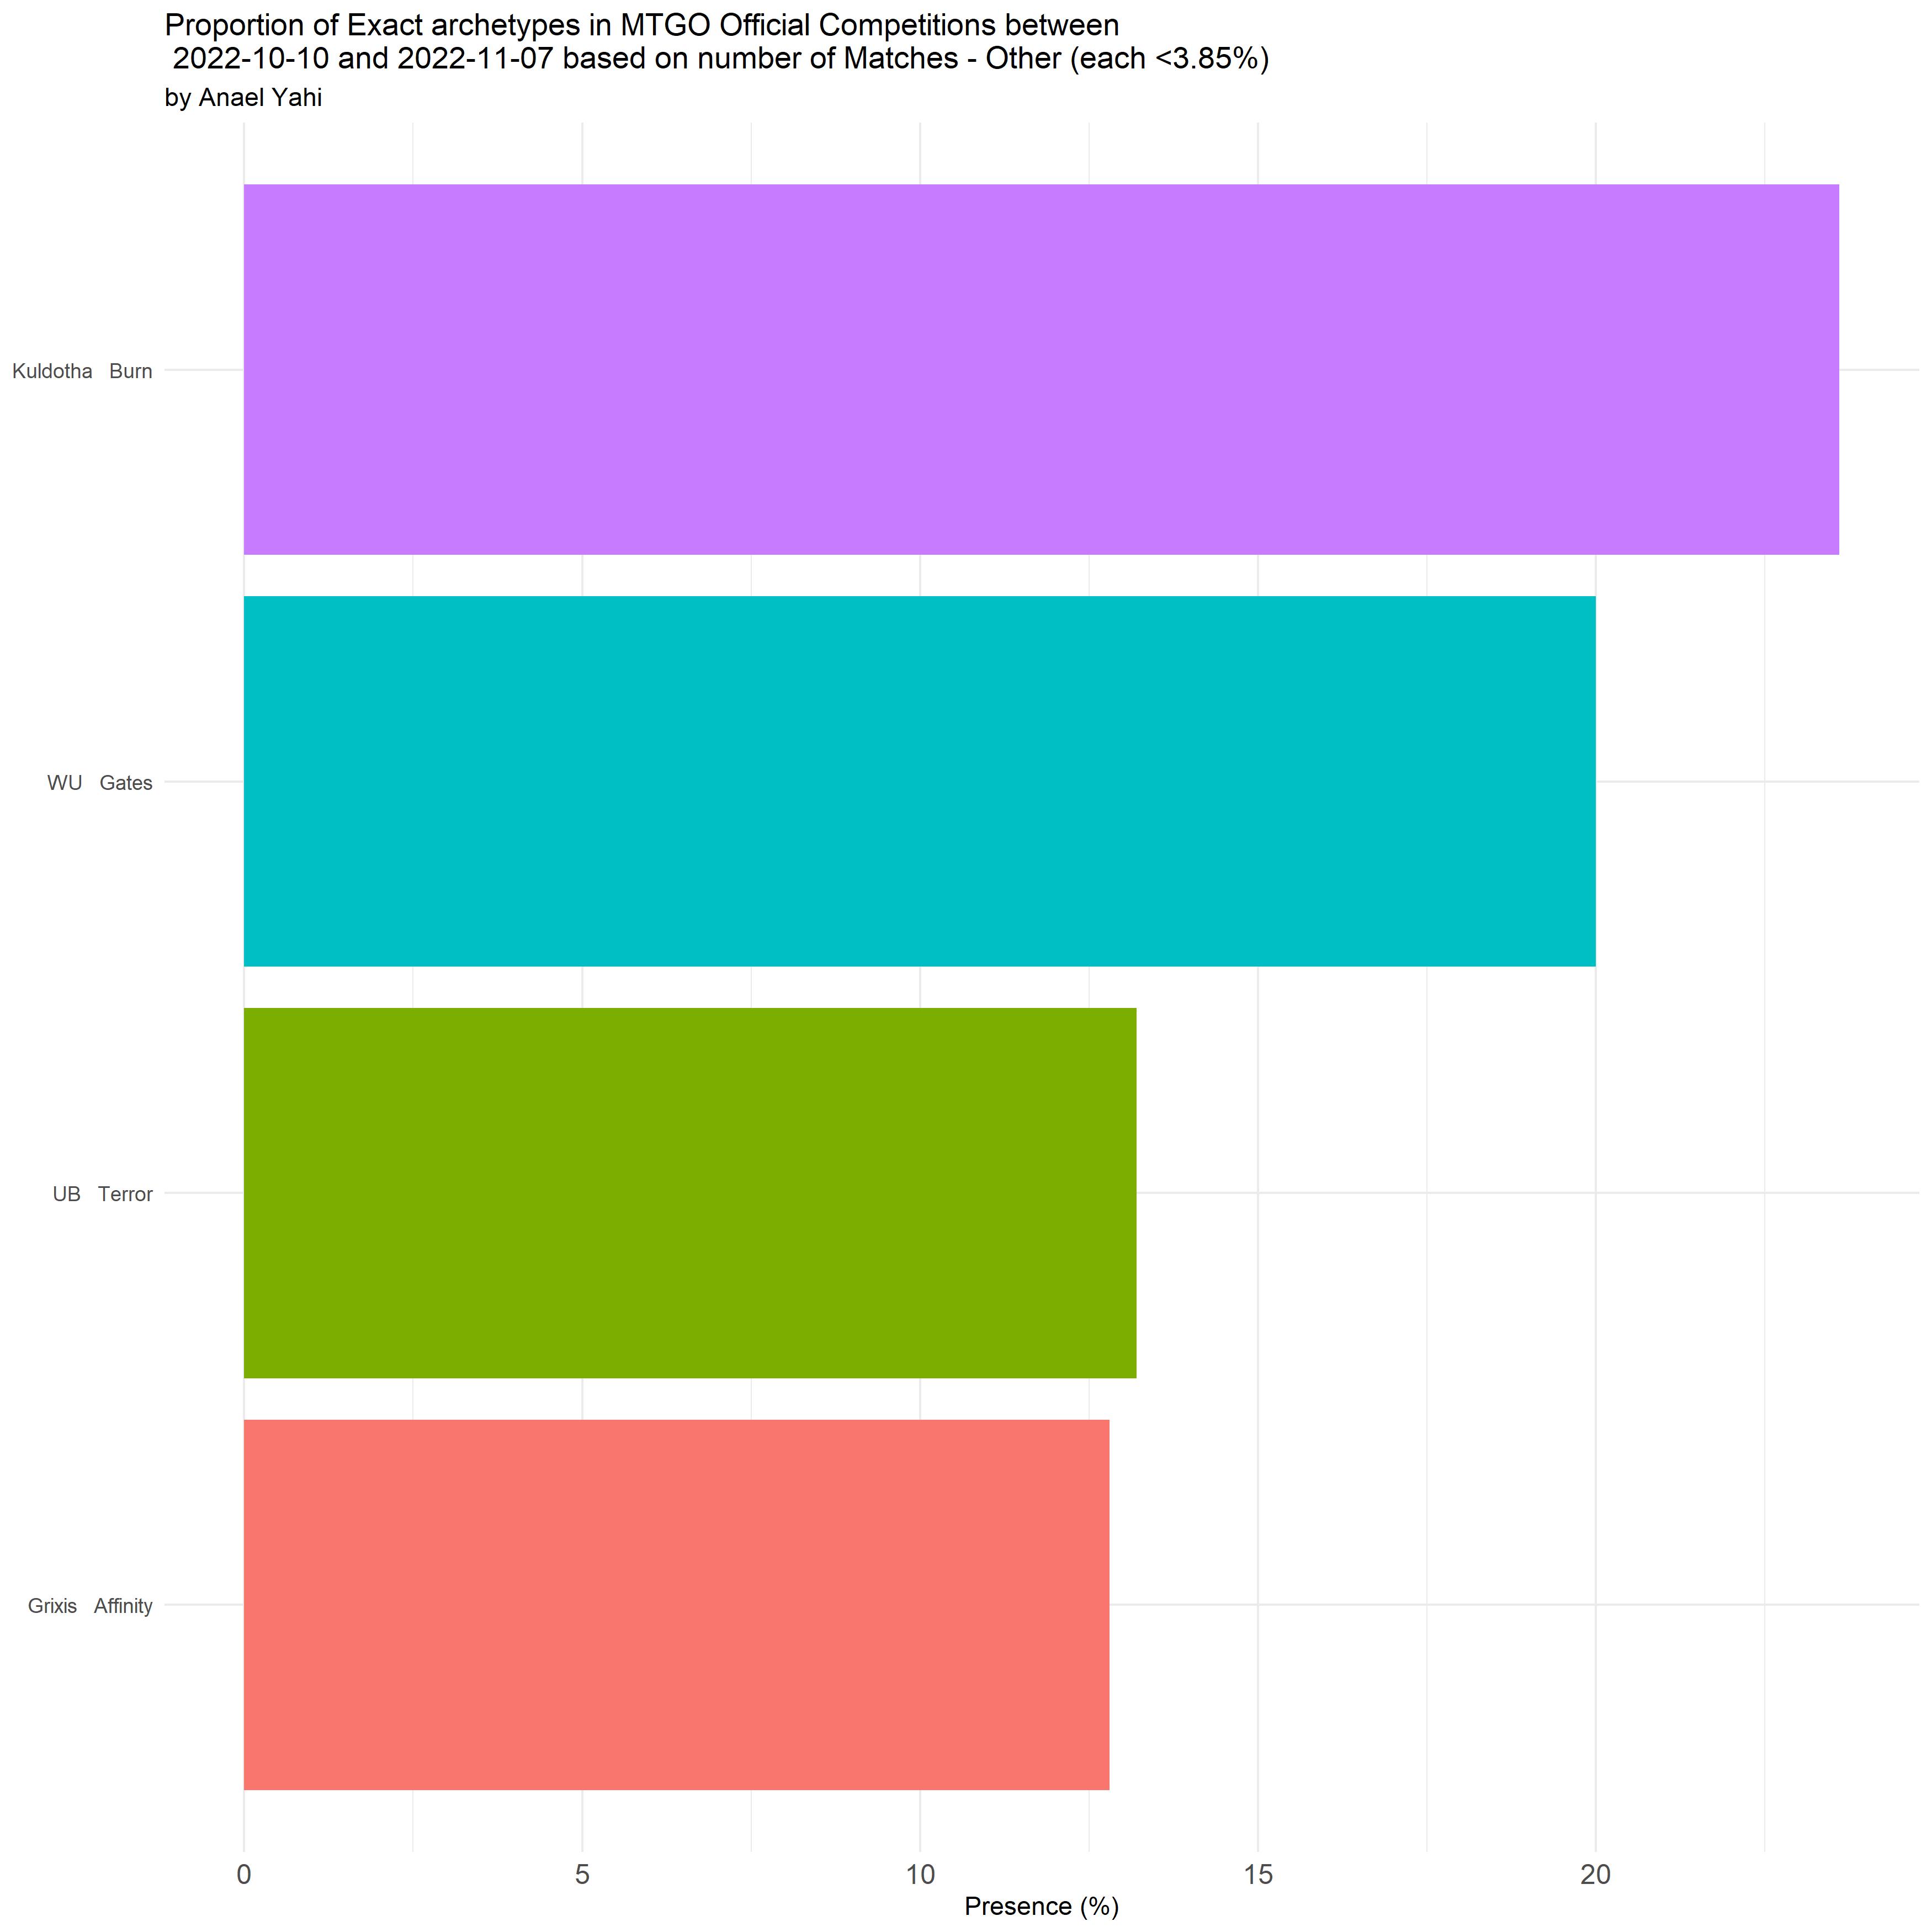 Proportion of Exact archetypes in MTGO Official Competitions between
2022-10-10 and 2022-11-07 based on number of Matches - Other (each <3.85%)
by Anael Yahi
Kuldotha Burn
WU Gates
UB Terror
Grixis Affinity
0 5 10 15 20
Presence (%)